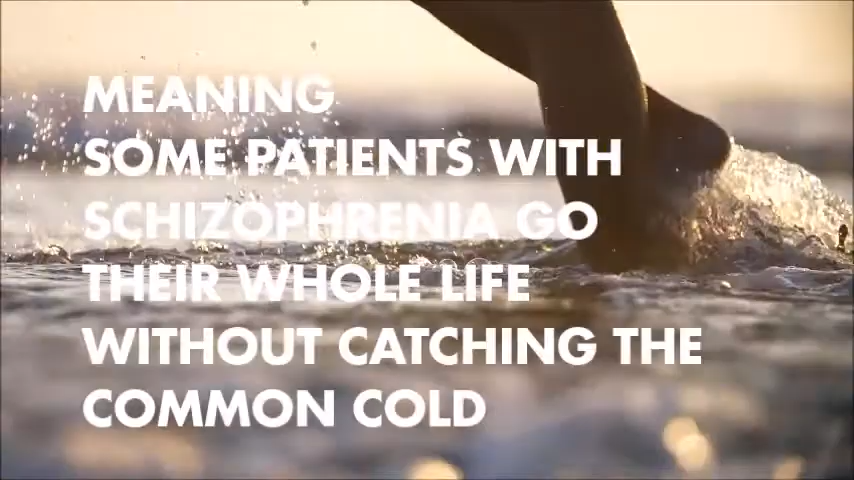 MEANING
SOME PATIENTS WITH
SCHIZOPHRENIA GO
THEIR WHOLE LIFE
WITHOUT CATCHING THE
COMMON COLD